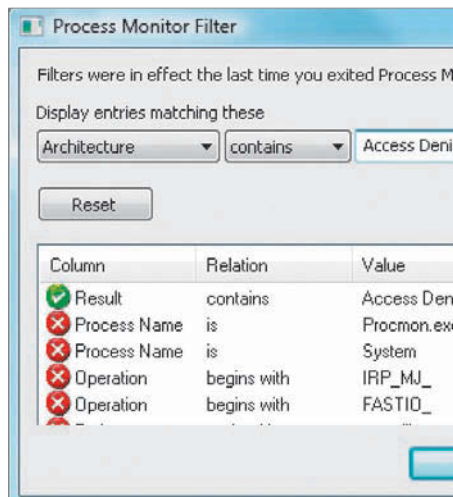 Process Monitor Filter
Filters were in effect the last time you exited Process M
Display entries matching these
Architecture contains Access Deni
Reset
Column Relation Value
Result contains Access Den
Process Name is Procmon.exe
Process Name is System
Operation begins with IRP_MJ_
Operation begins with FASTIO_